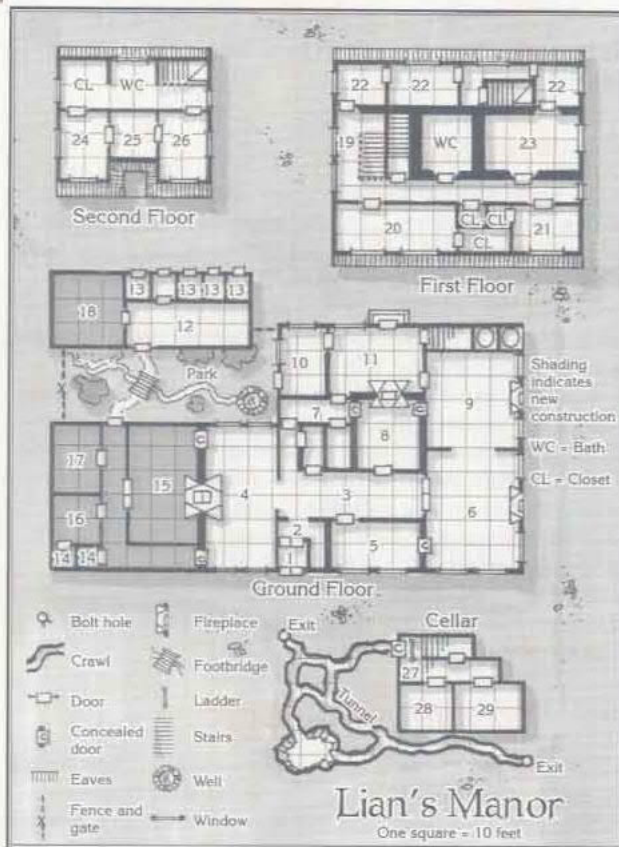 CL WC
24 25 26
Second Floor
22 22 22
19 WC 23
20 CL CL 21
CL
First Floor
13 13 13 13
18 12
Park
10 11
7
8
9
17 15 4 3
16 6
14 14 2 5
1
Ground Floor
Shading
indicates
new
construction
WC = Bath
CL = Closet
Bolt hole
Crawl
Door
Concealed
door
Eaves
Fence and
gate
Fireplace
Footbridge
Ladder
Stairs
Well
Window
Exit
Cellar
27
Tunnel
28 29
Exit
Lian's Manor
One square = 10 feet